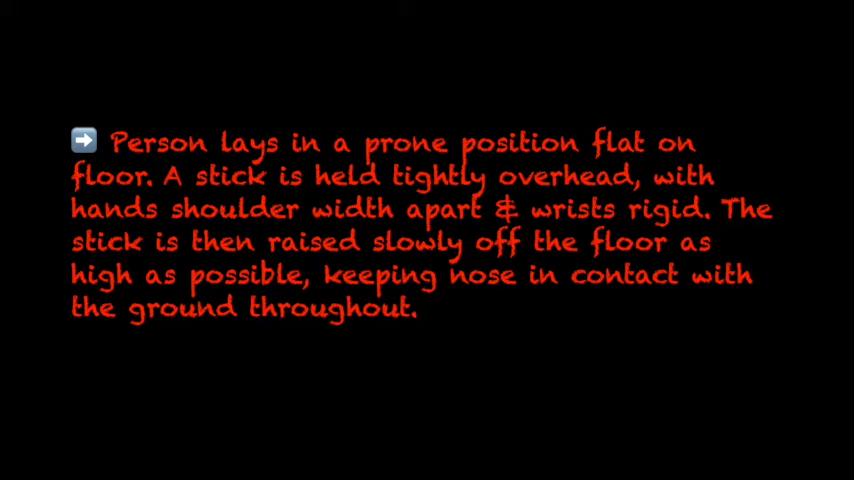 ➡️ Person lays in a prone position flat on
floor. A stick is held tightly overhead, with
hands shoulder width apart & wrists rigid. The
stick is then raised slowly off the floor as
high as possible, keeping nose in contact with
the ground throughout.